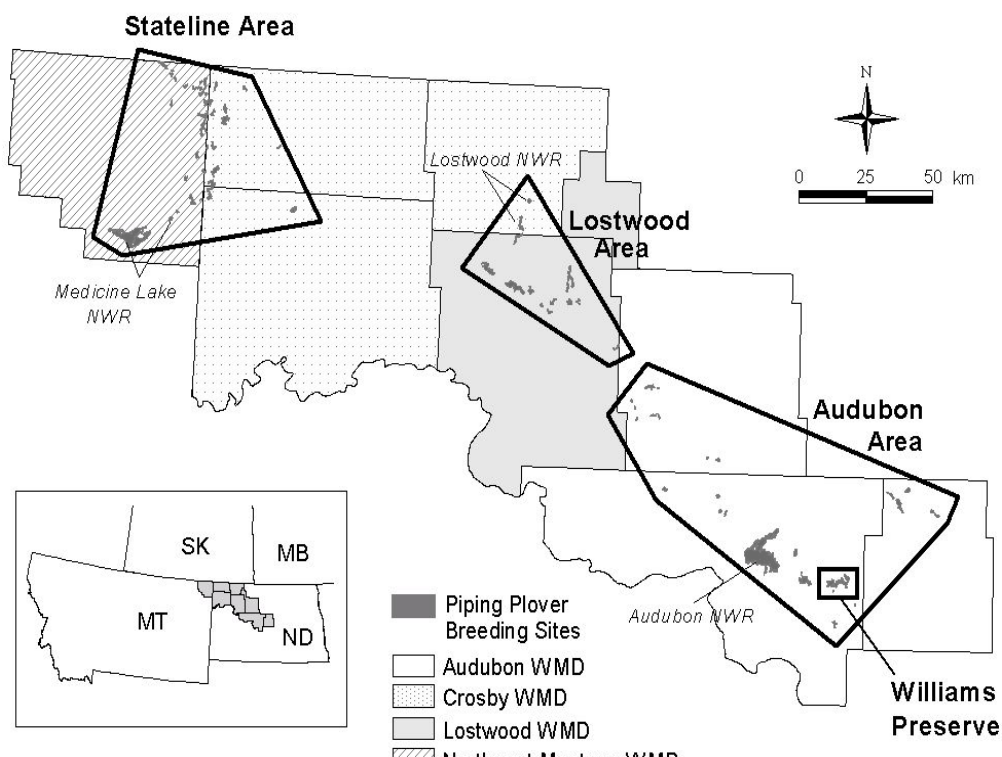 Stateline Area
N
0 25 50 km
Lostwood NWR
Lostwood
Area
Medicine Lake
NWR
Audubon
Area
SK
MB
MT
ND
Audubon NWR
Piping Plover
Breeding Sites
Audubon WMD
Crosby WMD
Lostwood WMD
Williams
Preserve